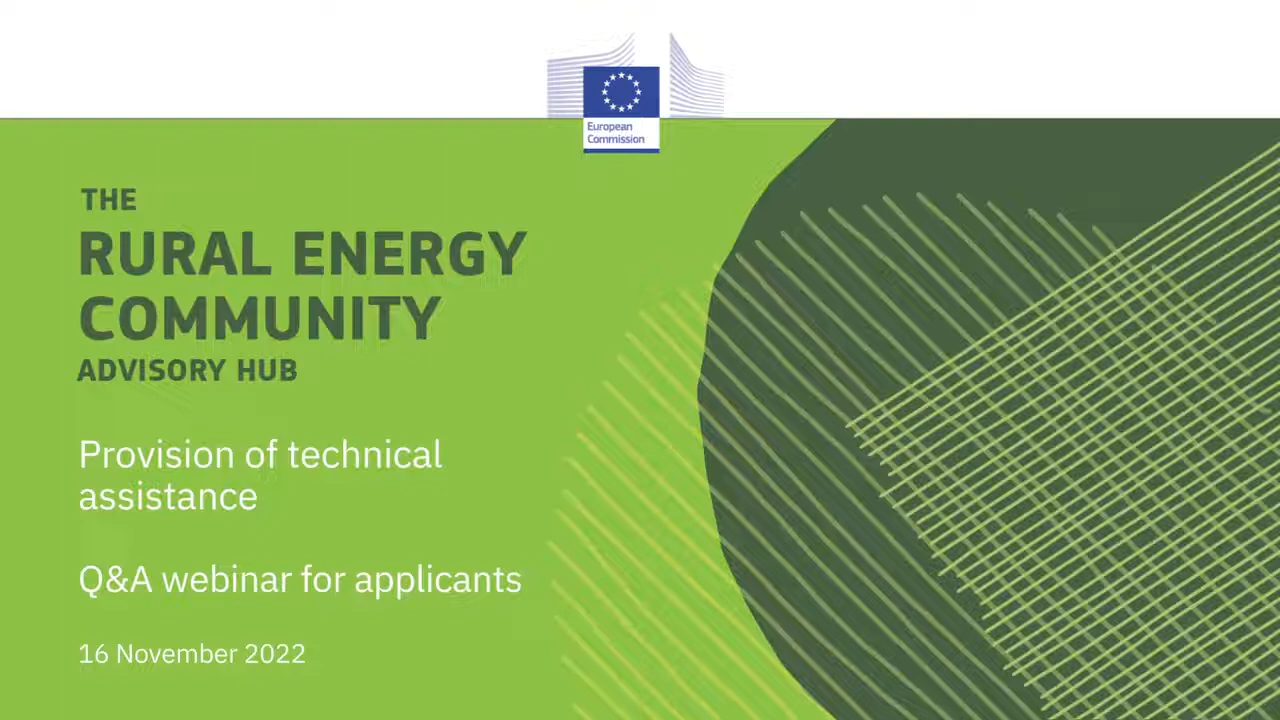 European
Commission
THE
RURAL ENERGY
COMMUNITY
ADVISORY HUB
Provision of technical
assistance
Q&A webinar for applicants
16 November 2022